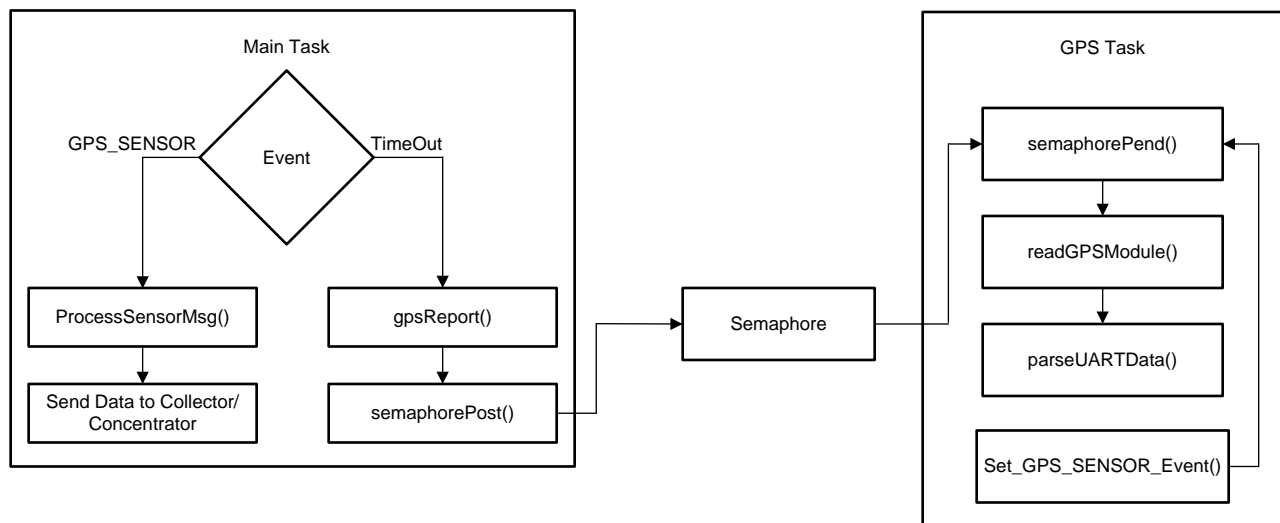 Main Task
GPS_SENSOR
Event
TimeOut
ProcessSensorMsg()
Send Data to Collector/
Concentrator
gpsReport()
semaphorePost()
Semaphore
GPS Task
semaphorePend()
readGPSModule()
parseUARTData()
Set_GPS_SENSOR_Event()